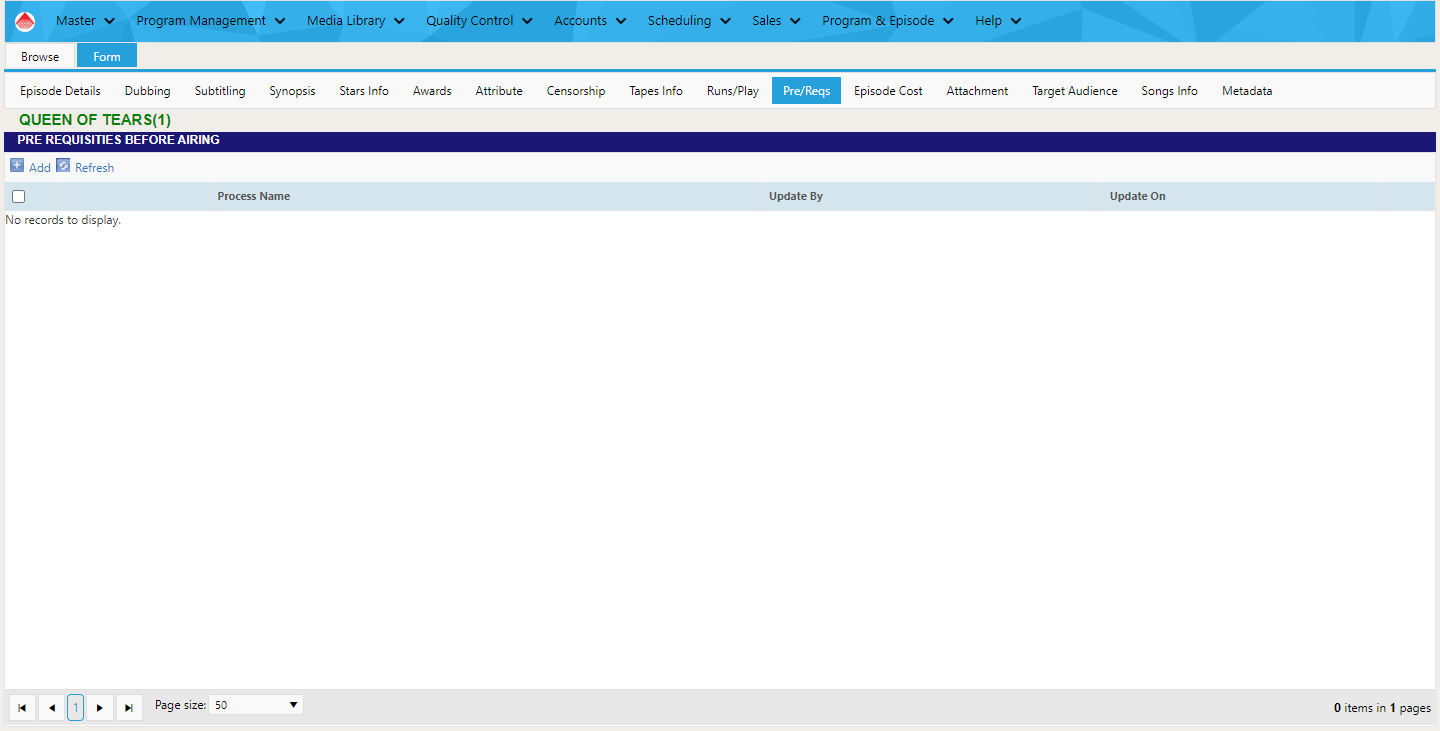 Master Program Management Media Library Quality Control Accounts Scheduling Sales Program & Episode Help
Browse Form
Episode Details Dubbing Subtitling Synopsis Stars Info Awards Attribute Censorship Tapes Info Runs/Play Pre/Reqs Episode Cost Attachment Target Audience Songs Info Metadata
QUEEN OF TEARS(1)
PRE REQUISITIES BEFORE AIRING
Add Refresh
Process Name Update By Update On
No records to display.
1 Page size: 50 0 items in 1 pages